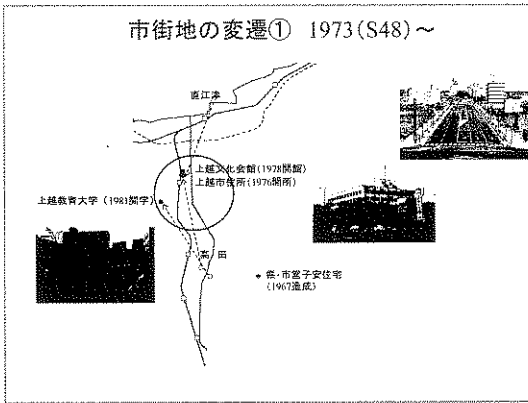 市街地の変遷① 1973(S48)～
直江津
上越文化会館(1978開館)
上越市役所(1976開所)
上越教育大学（1981開学）
高田
県・市営子安住宅
(1967造成)